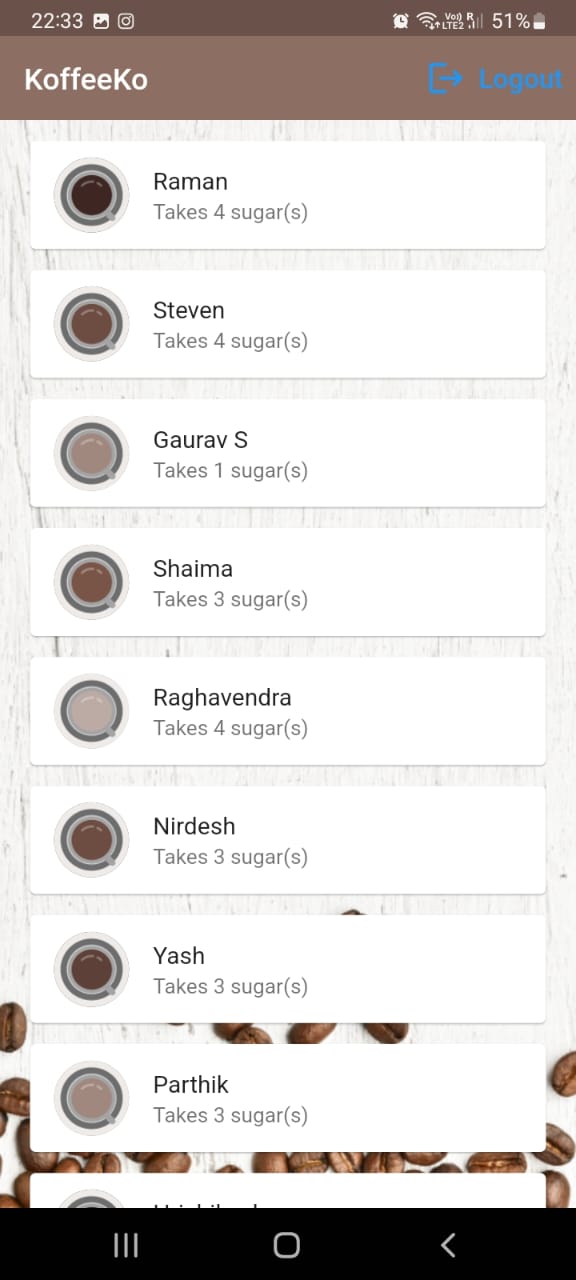 22:33 Vo)) LTE2 R 51%
KoffeeKo Logout
Raman
Takes 4 sugar(s)
Steven
Takes 4 sugar(s)
Gaurav S
Takes 1 sugar(s)
Shaima
Takes 3 sugar(s)
Raghavendra
Takes 4 sugar(s)
Nirdesh
Takes 3 sugar(s)
Yash
Takes 3 sugar(s)
Parthik
Takes 3 sugar(s)